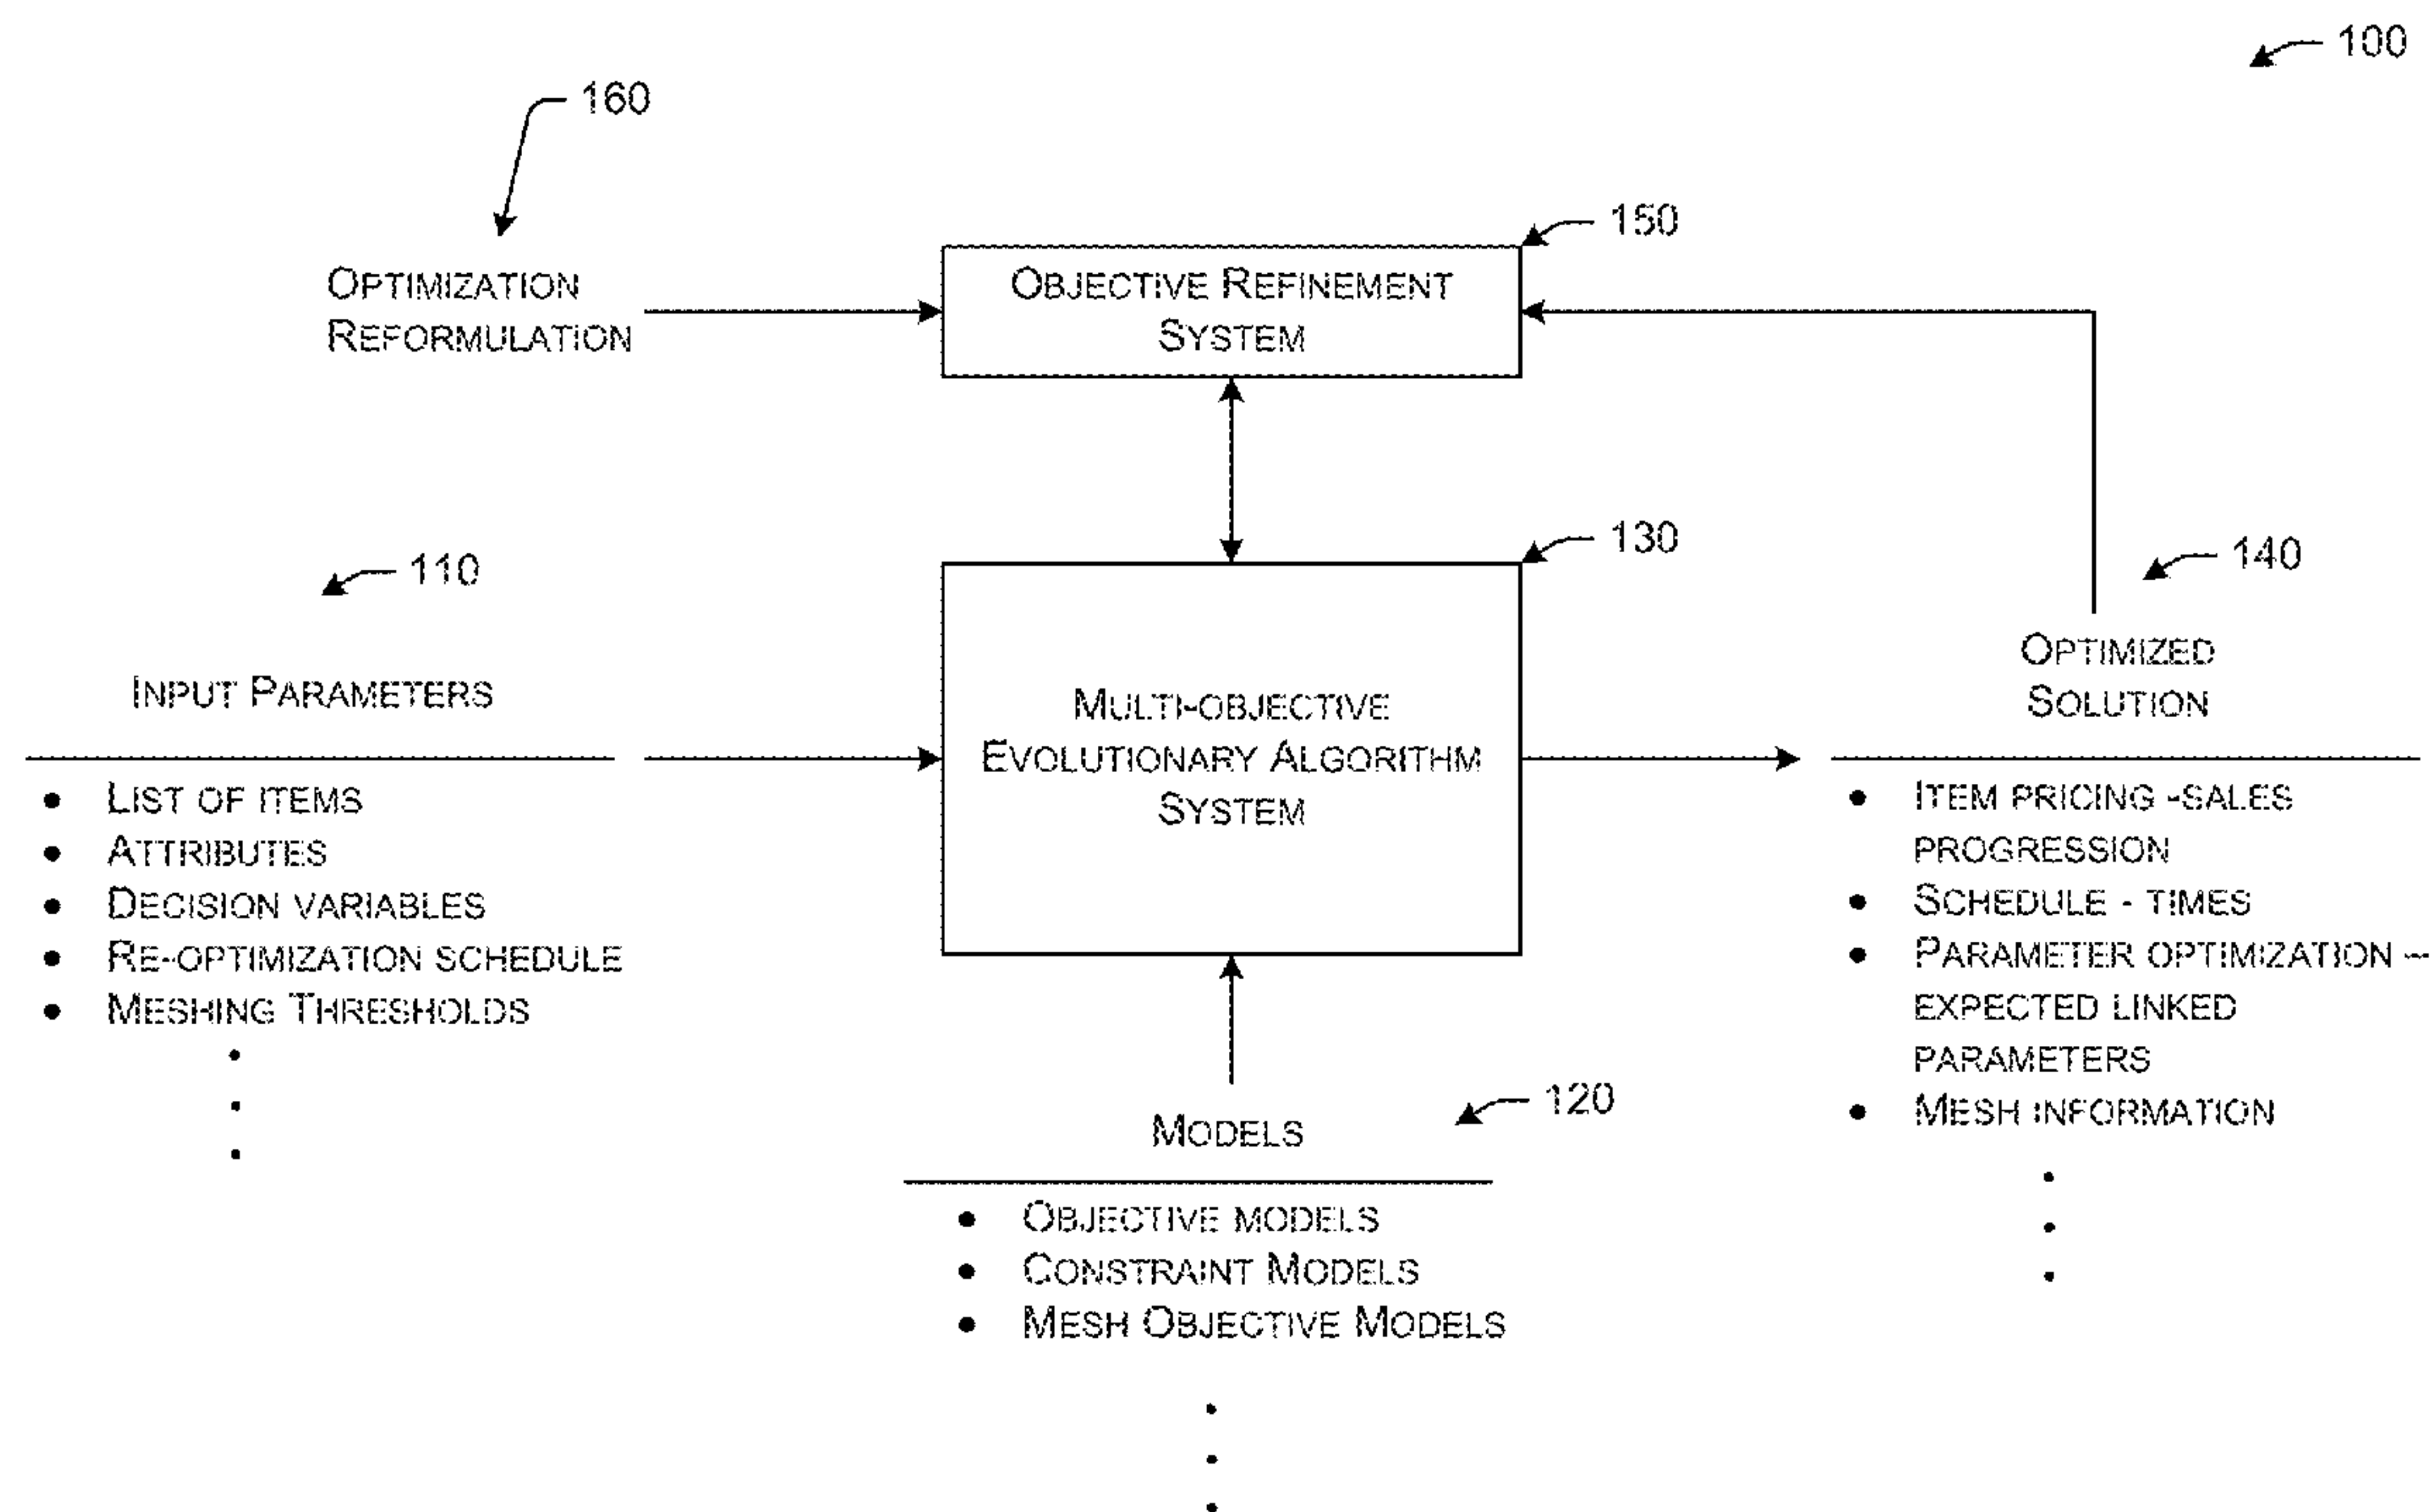 100
160
150
OPTIMIZATION
REFORMULATION
OBJECTIVE REFINEMENT
SYSTEM
110
130
140
INPUT PARAMETERS
• LIST OF ITEMS
• ATTRIBUTES
• DECISION VARIABLES
• RE-OPTIMIZATION SCHEDULE
• MESHING THRESHOLDS
MULTI-OBJECTIVE
EVOLUTIONARY ALGORITHM
SYSTEM
OPTIMIZED
SOLUTION
• ITEM PRICING -SALES
PROGRESSION
• SCHEDULE - TIMES
• PARAMETER OPTIMIZATION –
EXPECTED LINKED
PARAMETERS
• MESH INFORMATION
120
MODELS
• OBJECTIVE MODELS
• CONSTRAINT MODELS
• MESH OBJECTIVE MODELS